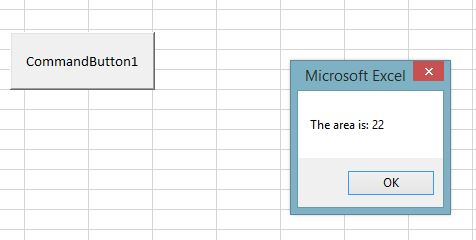 CommandButton1
Microsoft Excel
The area is: 22
OK